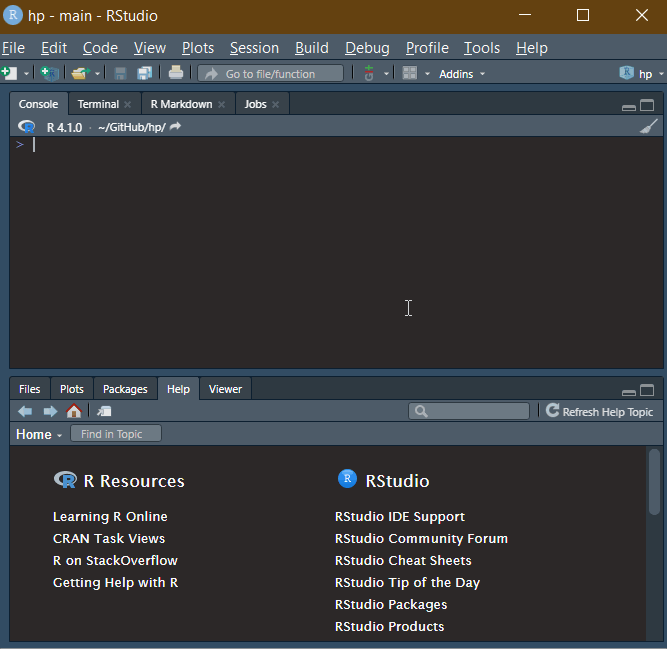 R hp - main - RStudio
File Edit Code View Plots Session Build Debug Profile Tools Help
Go to file/function Addins R hp
Console Terminal R Markdown Jobs
R R 4.1.0 · ~/GitHub/hp/
>
Files Plots Packages Help Viewer
Refresh Help Topic
Home Find in Topic
R R Resources
Learning R Online
CRAN Task Views
R on StackOverflow
Getting Help with R
R RStudio
RStudio IDE Support
RStudio Community Forum
RStudio Cheat Sheets
RStudio Tip of the Day
RStudio Packages
RStudio Products